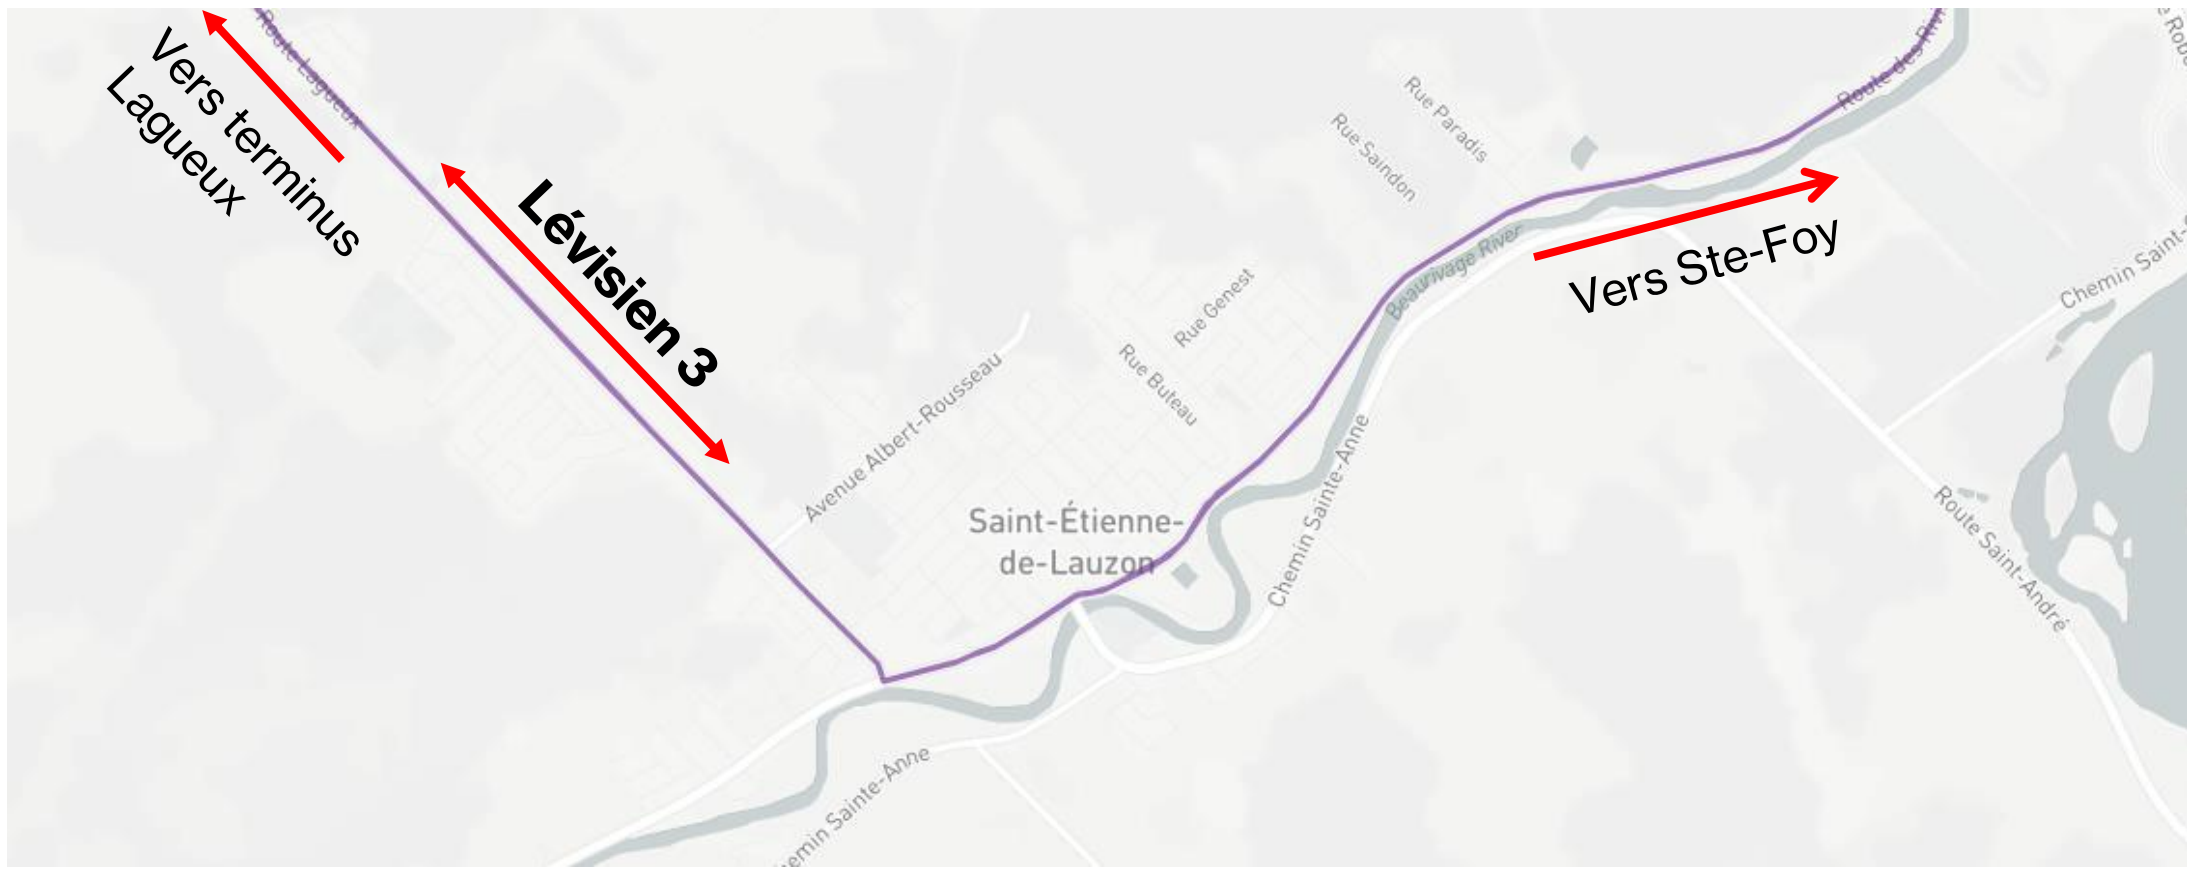 Route Lagueux
Vers terminus
Lagueux
Lévisien 3
Rue Paradis
Rue Saindon
Route des Riv
Beaurivage River
Vers Ste-Foy
Chemin Saint-
Rue Genest
Rue Buteau
Avenue Albert-Rousseau
Chemin Sainte-Anne
Saint-Étienne-
de-Lauzon
Route Saint-André
emin Sainte-Anne